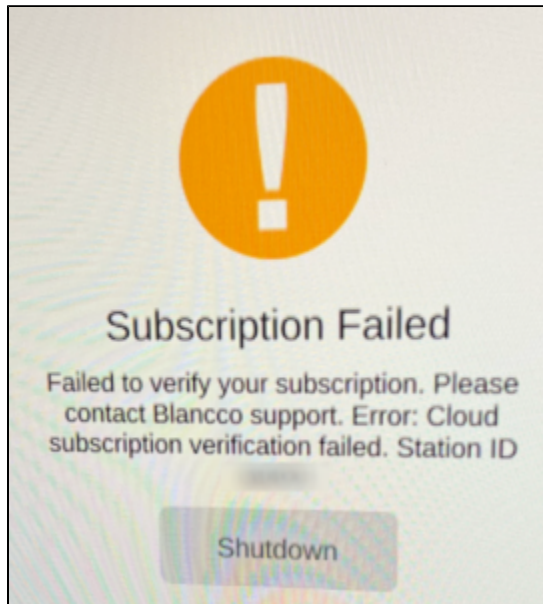 Subscription Failed
Failed to verify your subscription. Please
contact Blancco support. Error: Cloud
subscription verification failed. Station ID
Shutdown